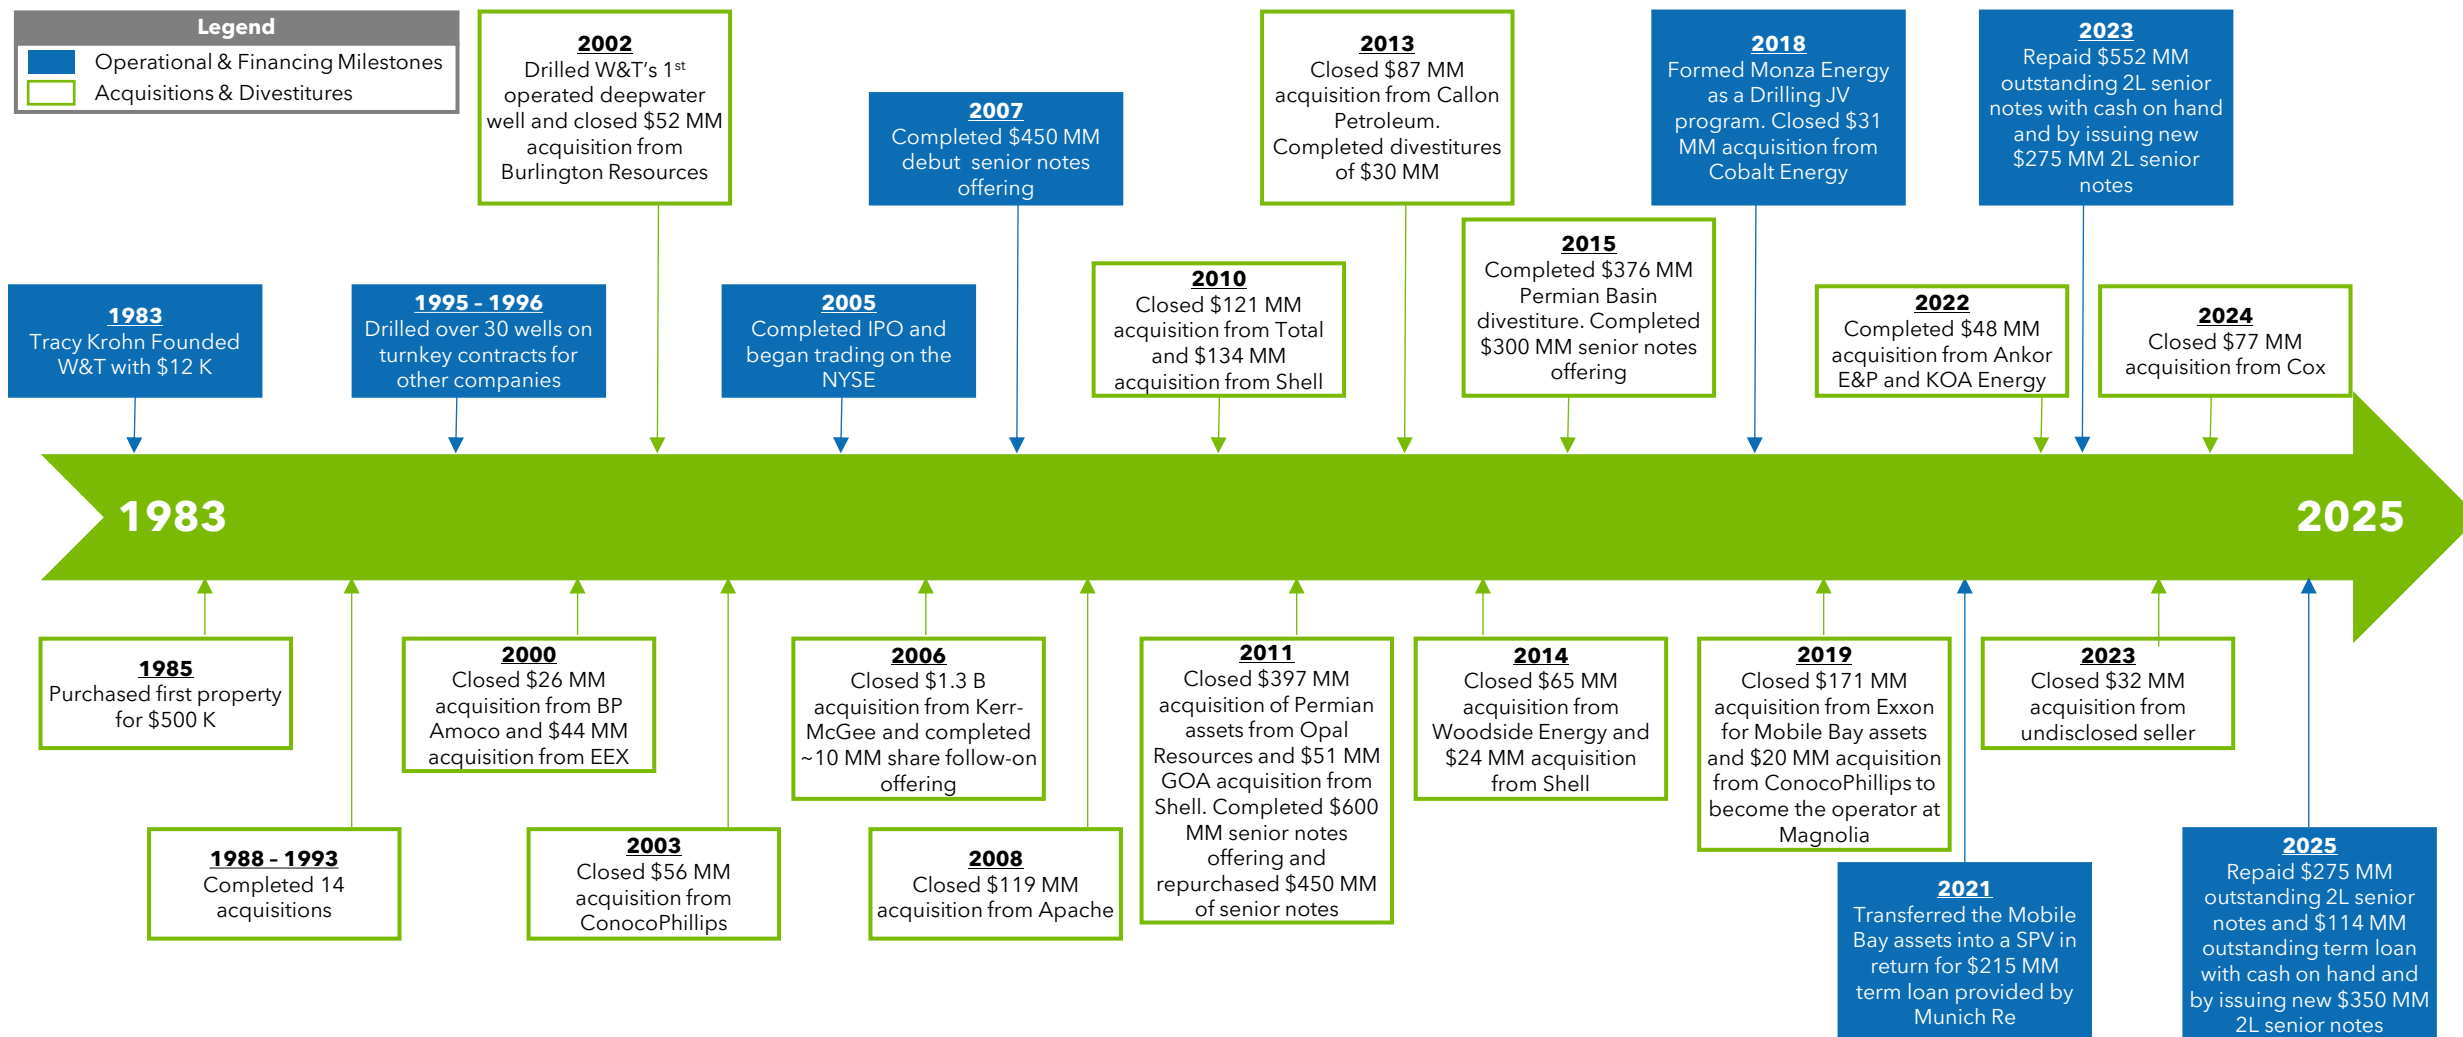 Legend
Operational & Financing Milestones
Acquisitions & Divestitures
2002
Drilled W&T’s 1st
operated deepwater
well and closed $52 MM
acquisition from
Burlington Resources
2007
Completed $450 MM
debut senior notes
offering
2013
Closed $87 MM
acquisition from Callon
Petroleum.
Completed divestitures
of $30 MM
2018
Formed Monza Energy
as a Drilling JV
program. Closed $31
MM acquisition from
Cobalt Energy
2023
Repaid $552 MM
outstanding 2L senior
notes with cash on hand
and by issuing new
$275 MM 2L senior
notes
1983
Tracy Krohn Founded
W&T with $12 K
1995 – 1996
Drilled over 30 wells on
turnkey contracts for
other companies
2005
Completed IPO and
began trading on the
NYSE
2010
Closed $121 MM
acquisition from Total
and $134 MM
acquisition from Shell
2015
Completed $376 MM
Permian Basin
divestiture. Completed
$300 MM senior notes
offering
2022
Completed $48 MM
acquisition from Ankor
E&P and KOA Energy
2024
Closed $77 MM
acquisition from Cox
1983
2025
1985
Purchased first property
for $500 K
2000
Closed $26 MM
acquisition from BP
Amoco and $44 MM
acquisition from EEX
2006
Closed $1.3 B
acquisition from Kerr-
McGee and completed
~10 MM share follow-on
offering
2011
Closed $397 MM
acquisition of Permian
assets from Opal
Resources and $51 MM
GOA acquisition from
Shell. Completed $600
MM senior notes
offering and
repurchased $450 MM
of senior notes
2014
Closed $65 MM
acquisition from
Woodside Energy and
$24 MM acquisition
from Shell
2019
Closed $171 MM
acquisition from Exxon
for Mobile Bay assets
and $20 MM acquisition
from ConocoPhillips to
become the operator at
Magnolia
2023
Closed $32 MM
acquisition from
undisclosed seller
1988 – 1993
Completed 14
acquisitions
2003
Closed $56 MM
acquisition from
ConocoPhillips
2008
Closed $119 MM
acquisition from Apache
2021
Transferred the Mobile
Bay assets into a SPV in
return for $215 MM
term loan provided by
Munich Re
2025
Repaid $275 MM
outstanding 2L senior
notes and $114 MM
outstanding term loan
with cash on hand and
by issuing new $350 MM
2L senior notes